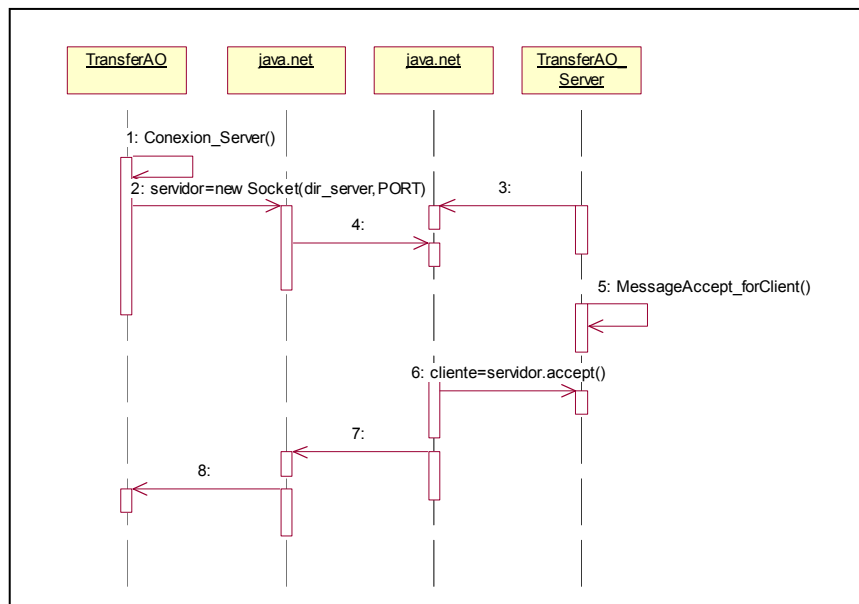 TransferAO
java.net
java.net
TransferAO_
Server
1: Conexion_Server()
2: servidor=new Socket(dir_server,PORT)
3:
4:
5: MessageAccept_forClient()
6: cliente=servidor.accept()
7:
8: